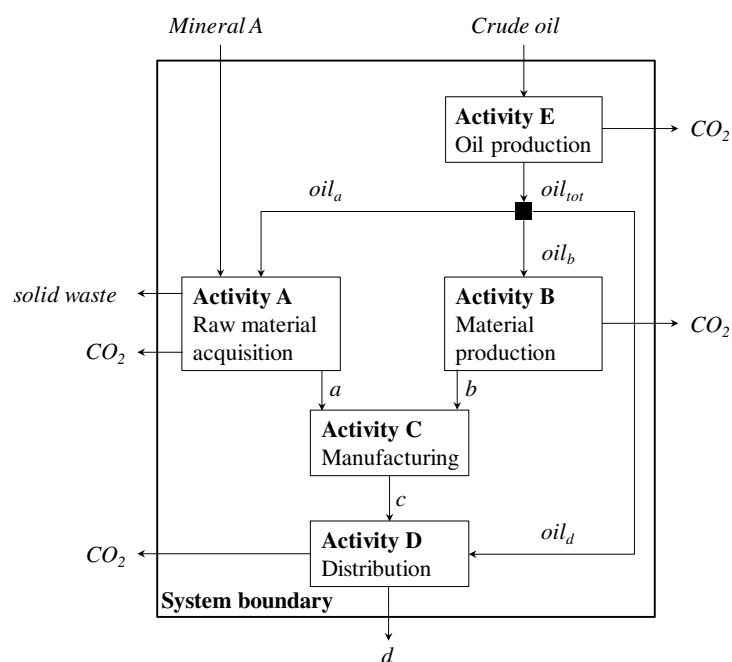 Mineral A
Crude oil
Activity E
Oil production
CO2
oila
oiltot
oilb
solid waste
Activity A
Raw material
acquisition
CO2
Activity B
Material
production
CO2
a
b
Activity C
Manufacturing
c
oild
CO2
Activity D
Distribution
System boundary
d